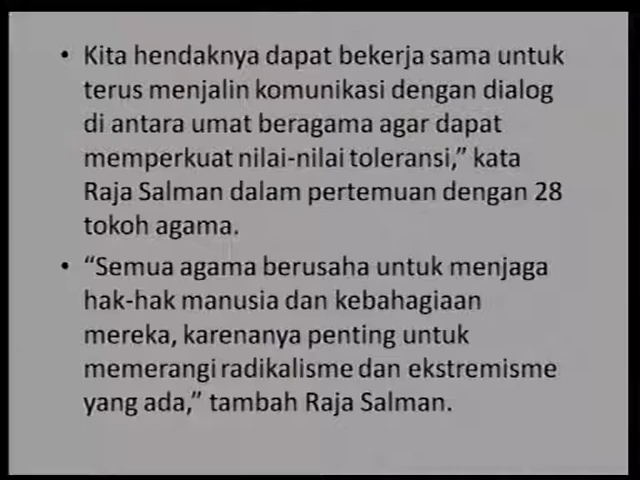 • Kita hendaknya dapat bekerja sama untuk
terus menjalin komunikasi dengan dialog
di antara umat beragama agar dapat
memperkuat nilai-nilai toleransi,” kata
Raja Salman dalam pertemuan dengan 28
tokoh agama.
• “Semua agama berusaha untuk menjaga
hak-hak manusia dan kebahagiaan
mereka, karenanya penting untuk
memerangi radikalisme dan ekstremisme
yang ada,” tambah Raja Salman.